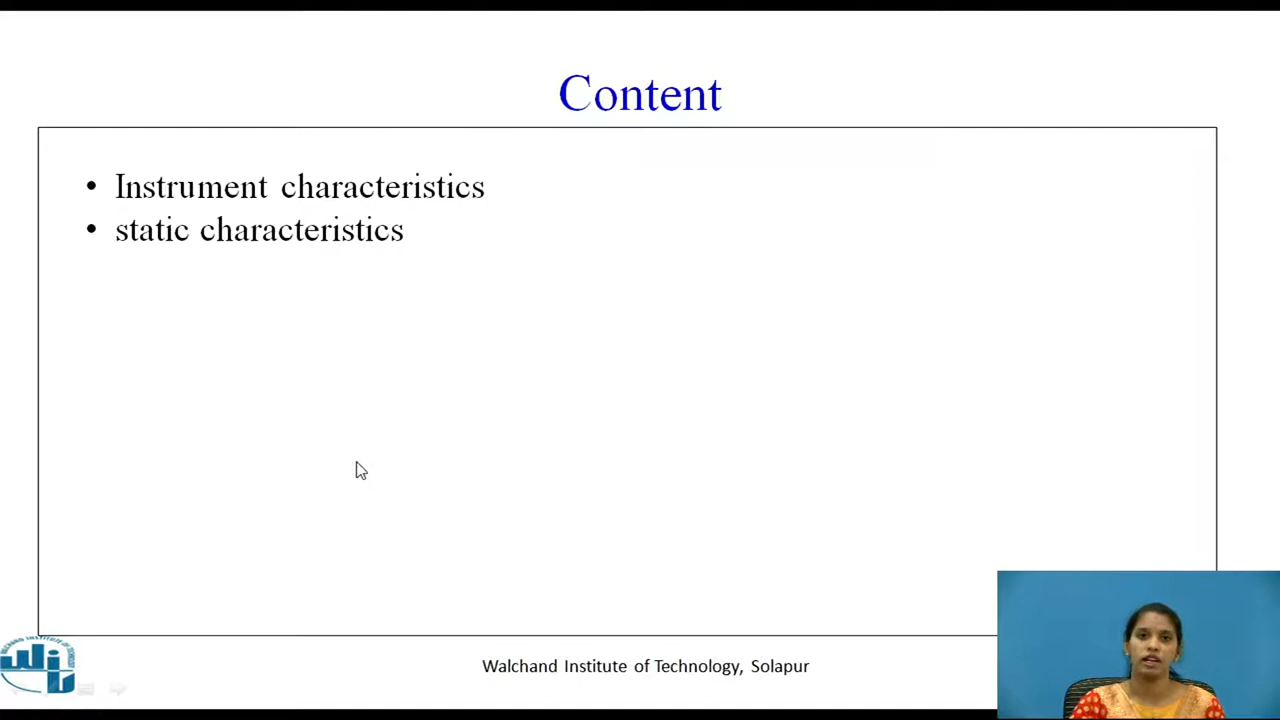 Content
• Instrument characteristics
• static characteristics
Walchand Institute of Technology, Solapur